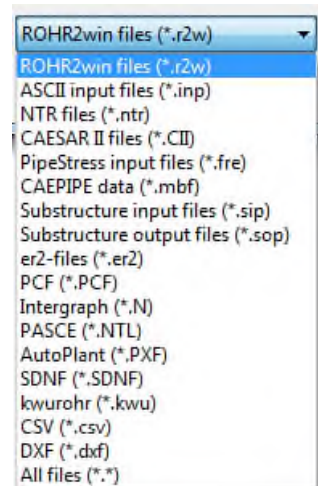 ROHR2win files (*.r2w)
ROHR2win files (*.r2w)
ASCII input files (*.inp)
NTR files (*.ntr)
CAESAR II files (*.CII)
PipeStress input files (*.fre)
CAEPIPE data (*.mbf)
Substructure input files (*.sip)
Substructure output files (*.sop)
er2-files (*.er2)
PCF (*.PCF)
Intergraph (*.N)
PASCE (*.NTL)
AutoPlant (*.PXF)
SDNF (*.SDNF)
kwurohr (*.kwu)
CSV (*.csv)
DXF (*.dxf)
All files (*.*)